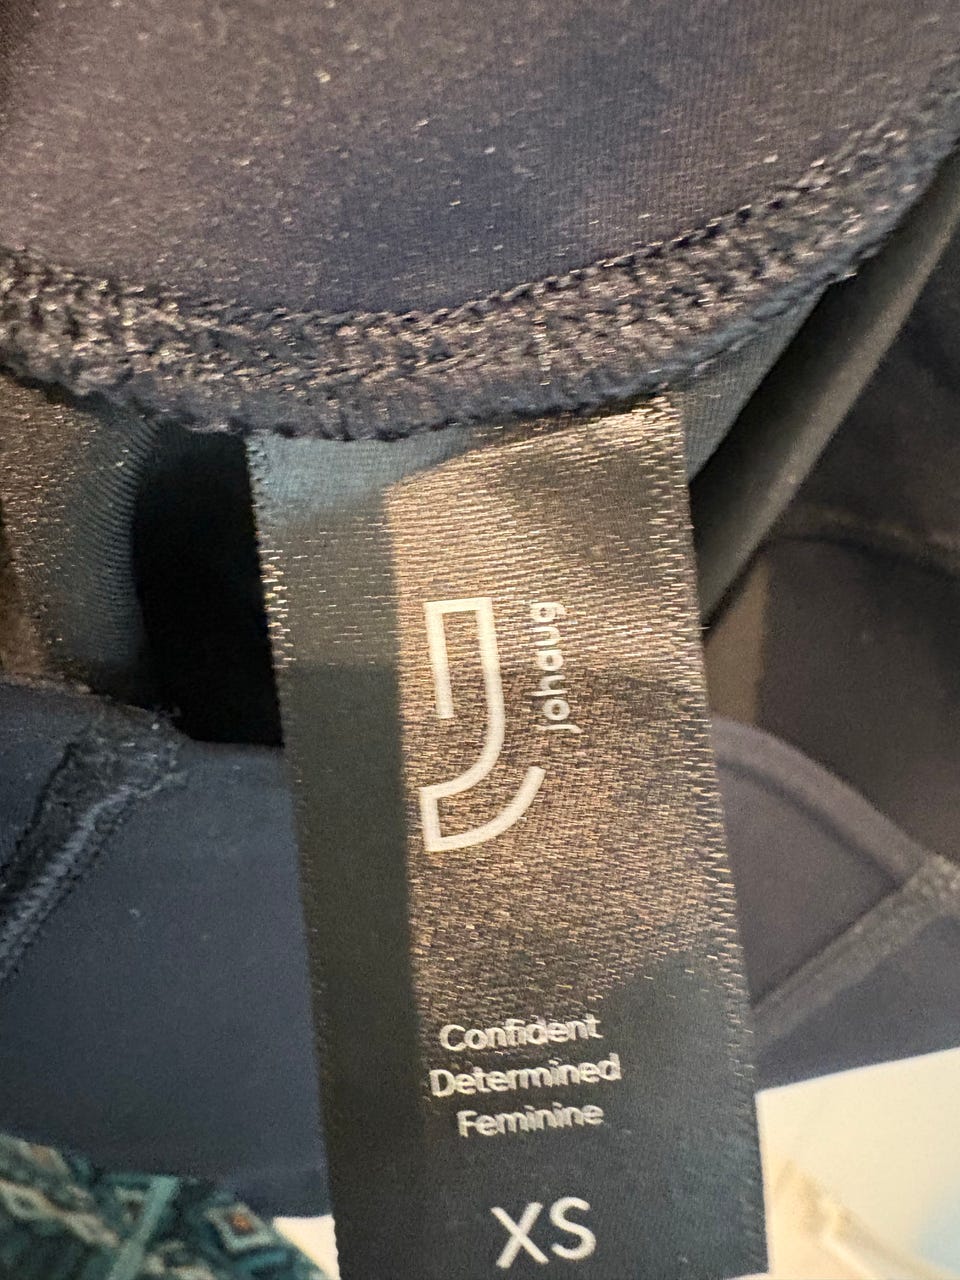 johaug
Confident
Determined
Feminine
XS